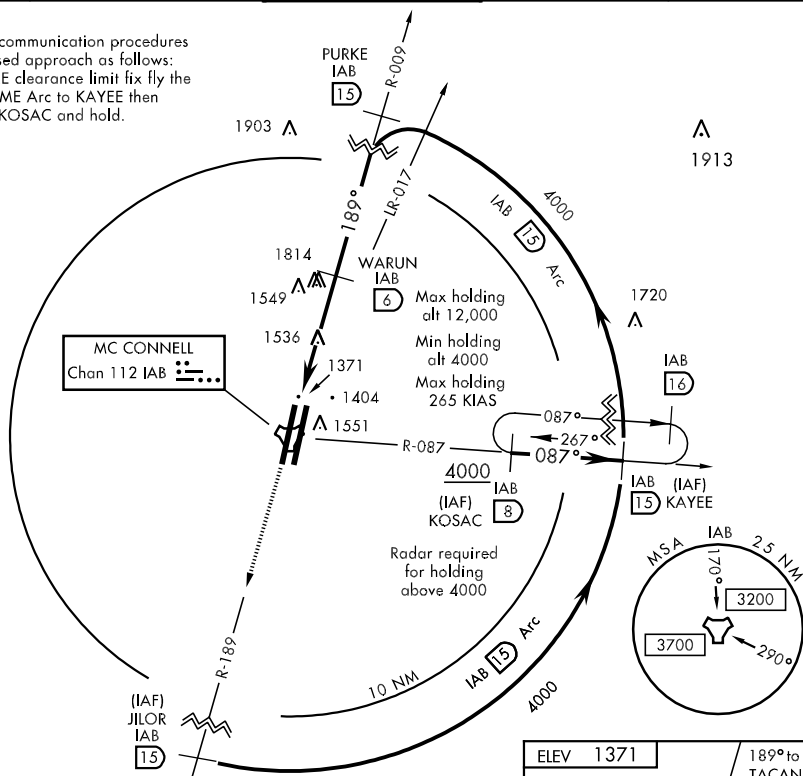 communication procedures
sed approach as follows:
E clearance limit fix fly the
ME Arc to KAYEE then
KOSAC and hold.
PURKE
IAB
15
R-009
1903
1913
LR-017
189°
IAB 15 Arc
4000
1814
1549
WARUN
IAB
6
Max holding
alt 12,000
Min holding
alt 4000
Max holding
265 KIAS
1720
1536
1371
1404
1551
MC CONNELL
Chan 112 IAB
IAB
16
087°
267°
R-087
087°
4000
(IAF)
KOSAC
IAB
8
IAB
15
(IAF)
KAYEE
Radar required
for holding
above 4000
MSA IAB 25 NM
170°
3200
3700
290°
R-189
10 NM
IAB 15 Arc
4000
(IAF)
JILOR
IAB
15
ELEV 1371
189° to
TACAN